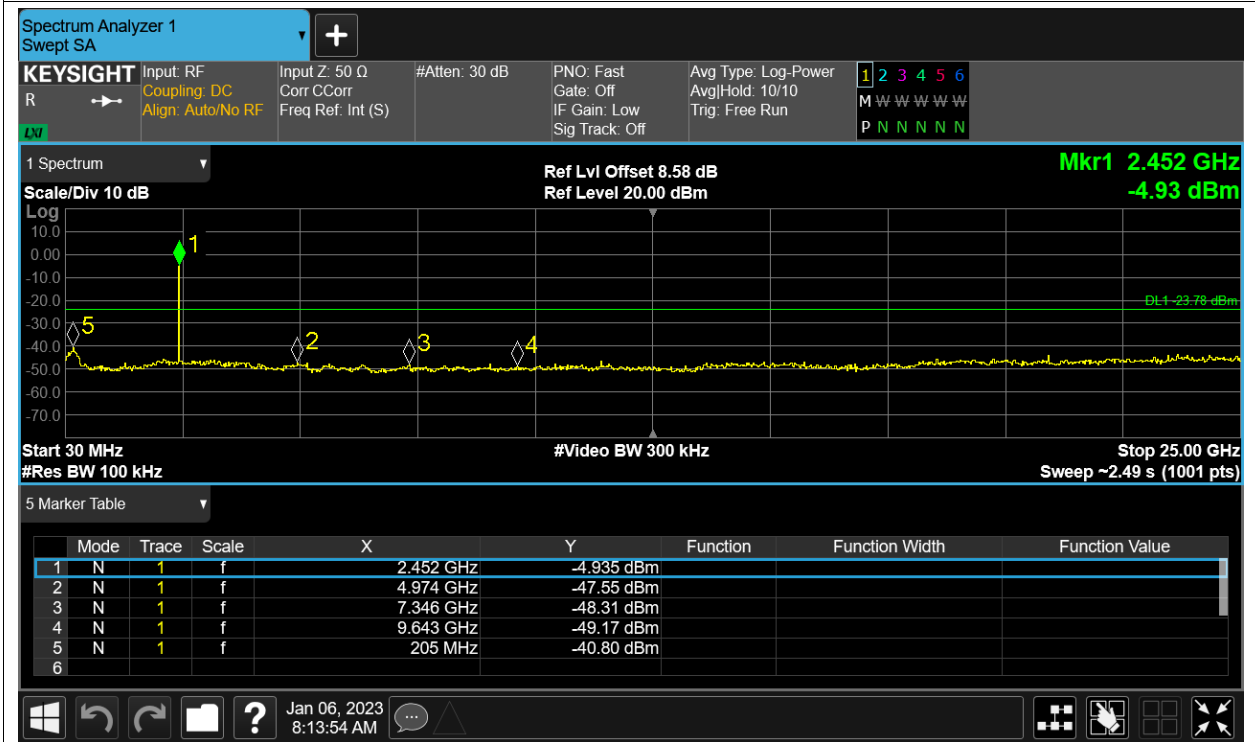 Spectrum Analyzer 1
Swept SA
+
KEYSIGHT
R
LXI
Input: RF
Coupling: DC
Align: Auto/No RF
Input Z: 50 Ω
Corr CCorr
Freq Ref: Int (S)
#Atten: 30 dB
PNO: Fast
Gate: Off
IF Gain: Low
Sig Track: Off
Avg Type: Log-Power
Avg|Hold: 10/10
Trig: Free Run
1 2 3 4 5 6
M W W W W W
P N N N N N
1 Spectrum
Scale/Div 10 dB
Ref Lvl Offset 8.58 dB
Ref Level 20.00 dBm
Mkr1 2.452 GHz
-4.93 dBm
Log
10.0
0.00
-10.0
-20.0
-30.0
-40.0
-50.0
-60.0
-70.0
1
5
2
3
4
DL1 -23.78 dBm
Start 30 MHz
#Video BW 300 kHz
Stop 25.00 GHz
#Res BW 100 kHz
Sweep ~2.49 s (1001 pts)
5 Marker Table
Mode Trace Scale X Y Function Function Width Function Value
1 N 1 f 2.452 GHz -4.935 dBm
2 N 1 f 4.974 GHz -47.55 dBm
3 N 1 f 7.346 GHz -48.31 dBm
4 N 1 f 9.643 GHz -49.17 dBm
5 N 1 f 205 MHz -40.80 dBm
6
?
Jan 06, 2023
8:13:54 AM